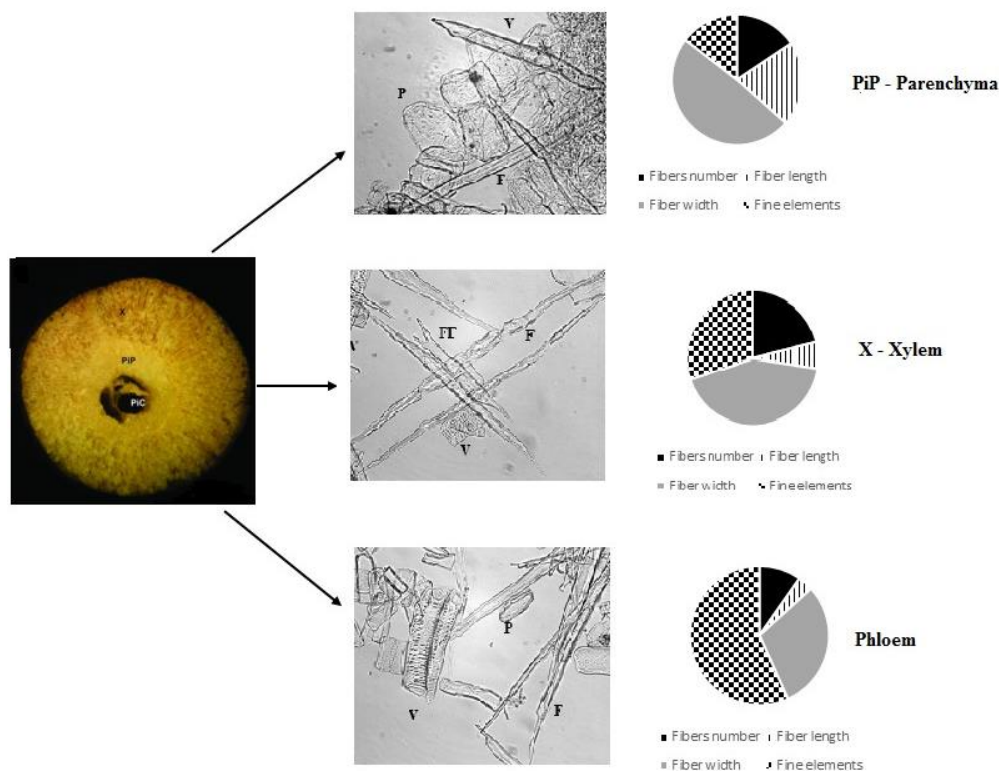 V
P
F
PiP - Parenchyma
Fibers number Fiber length
Fiber width Fine elements
X
PiP
PiC
V
FT
F
V
X - Xylem
Fibers number Fiber length
Fiber width Fine elements
P
V
F
Phloem
Fibers number Fiber length
Fiber width Fine elements